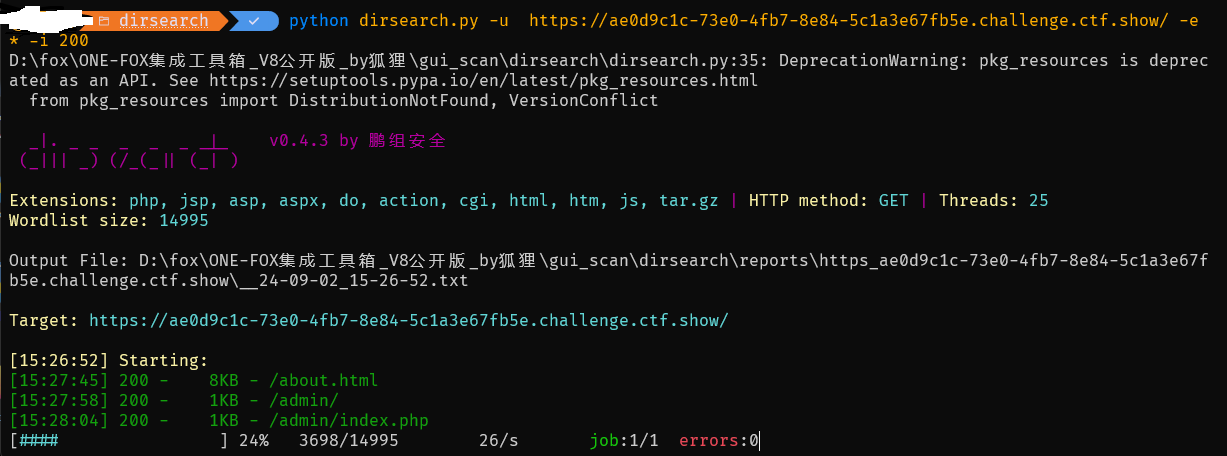 dirsearch ✓ python dirsearch.py -u  https://ae0d9c1c-73e0-4fb7-8e84-5c1a3e67fb5e.challenge.ctf.show/ -e
* -i 200
D:\fox\ONE-FOX集成工具箱_V8公开版_by狐狸\gui_scan\dirsearch\dirsearch.py:35: DeprecationWarning: pkg_resources is deprec
ated as an API. See https://setuptools.pypa.io/en/latest/pkg_resources.html
  from pkg_resources import DistributionNotFound, VersionConflict

  _|. _ _  _  _  _ _|_    v0.4.3 by 鹏组安全
 (_||| _) (/_(_|| (_| )

Extensions: php, jsp, asp, aspx, do, action, cgi, html, htm, js, tar.gz | HTTP method: GET | Threads: 25
Wordlist size: 14995

Output File: D:\fox\ONE-FOX集成工具箱_V8公开版_by狐狸\gui_scan\dirsearch\reports\https_ae0d9c1c-73e0-4fb7-8e84-5c1a3e67f
b5e.challenge.ctf.show\__24-09-02_15-26-52.txt

Target: https://ae0d9c1c-73e0-4fb7-8e84-5c1a3e67fb5e.challenge.ctf.show/

[15:26:52] Starting:
[15:27:45] 200 -    8KB - /about.html
[15:27:58] 200 -    1KB - /admin/
[15:28:04] 200 -    1KB - /admin/index.php
[####                ] 24%   3698/14995        26/s       job:1/1  errors:0